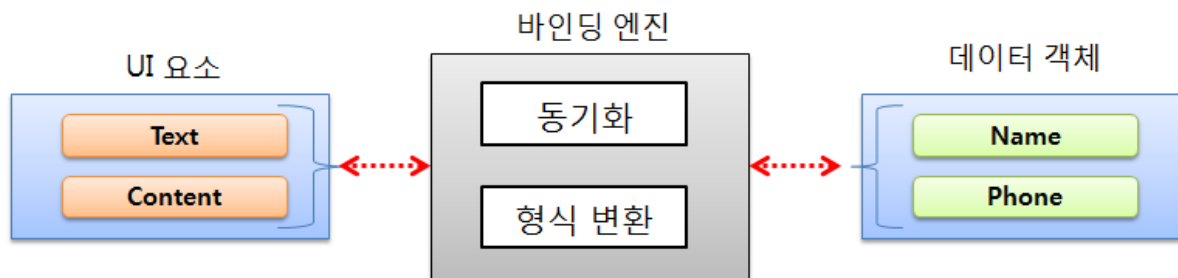 바인딩 엔진
UI 요소
데이터 객체
Text
Content
동기화
형식 변환
Name
Phone